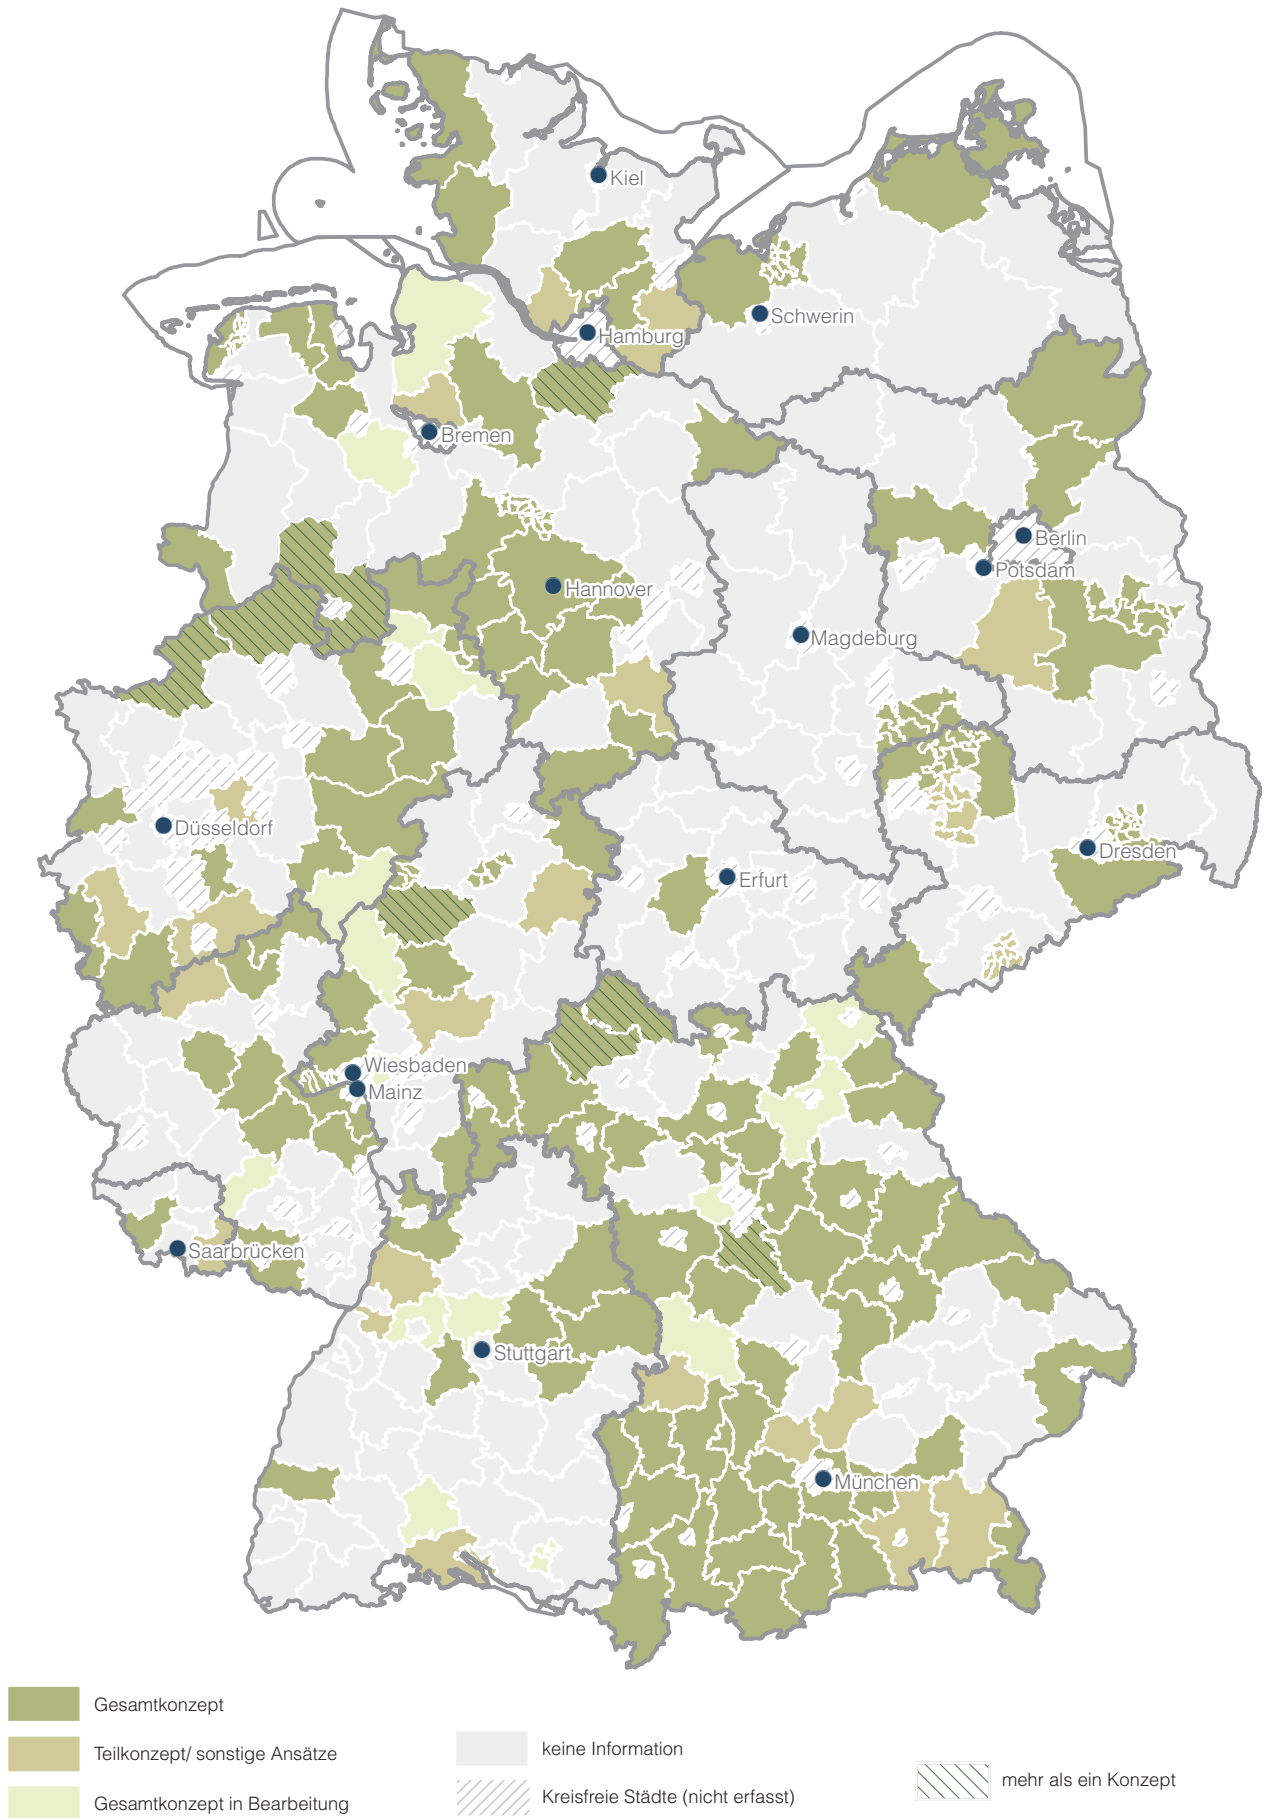 Kiel
Schwerin
Hamburg
Bremen
Berlin
Potsdam
Hannover
Magdeburg
Düsseldorf
Dresden
Erfurt
Wiesbaden
Mainz
Saarbrücken
Stuttgart
München
Gesamtkonzept
Teilkonzept/ sonstige Ansätze
Gesamtkonzept in Bearbeitung
keine Information
Kreisfreie Städte (nicht erfasst)
mehr als ein Konzept